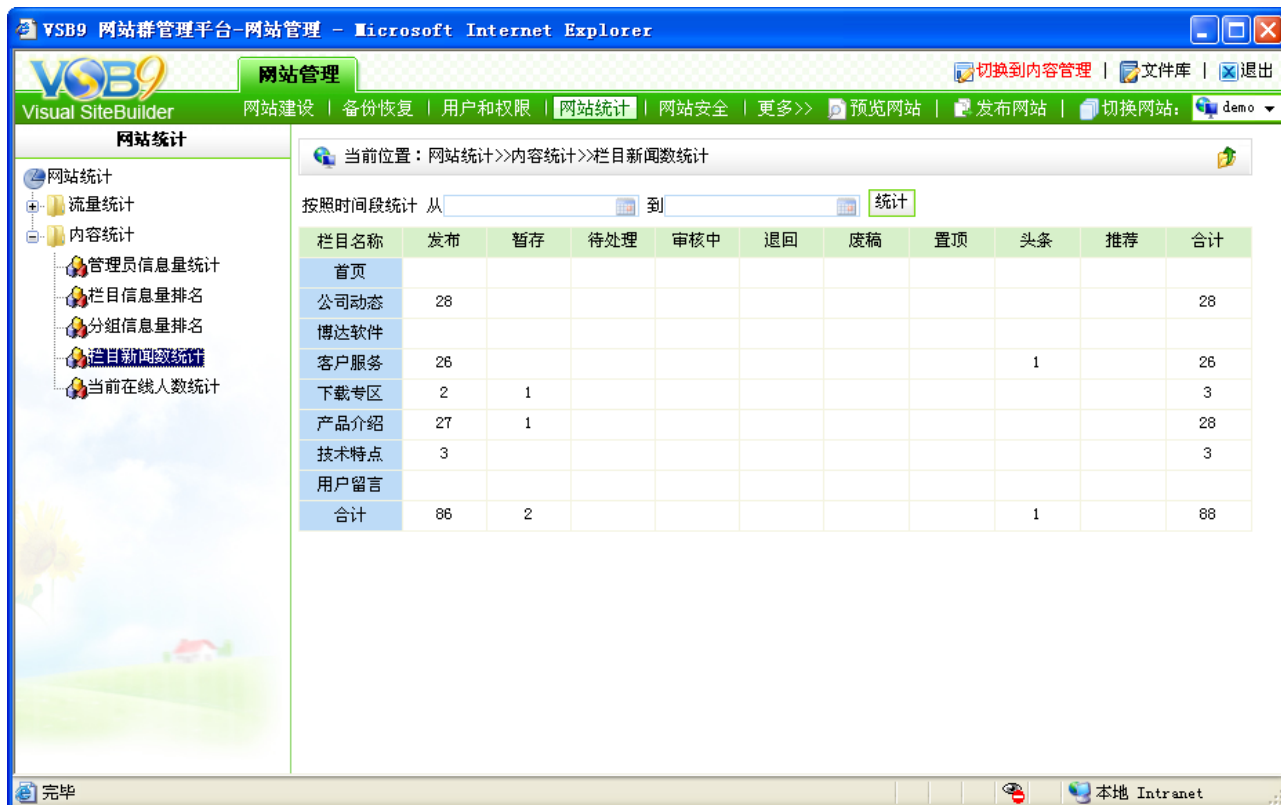 VSB9 网站群管理平台-网站管理 - Microsoft Internet Explorer
VSB9
Visual SiteBuilder
网站管理
切换到内容管理 | 文件库 | 退出
网站建设 | 备份恢复 | 用户和权限 | 网站统计 | 网站安全 | 更多>> 预览网站 | 发布网站 | 切换网站: demo
网站统计
网站统计
流量统计
内容统计
管理员信息量统计
栏目信息量排名
分组信息量排名
栏目新闻数统计
当前在线人数统计
当前位置：网站统计>>内容统计>>栏目新闻数统计
按照时间段统计 从 到 统计
栏目名称 发布 暂存 待处理 审核中 退回 废稿 置顶 头条 推荐 合计
首页
公司动态 28 28
博达软件
客户服务 26 1 26
下载专区 2 1 3
产品介绍 27 1 28
技术特点 3 3
用户留言
合计 86 2 1 88
完毕 本地 Intranet